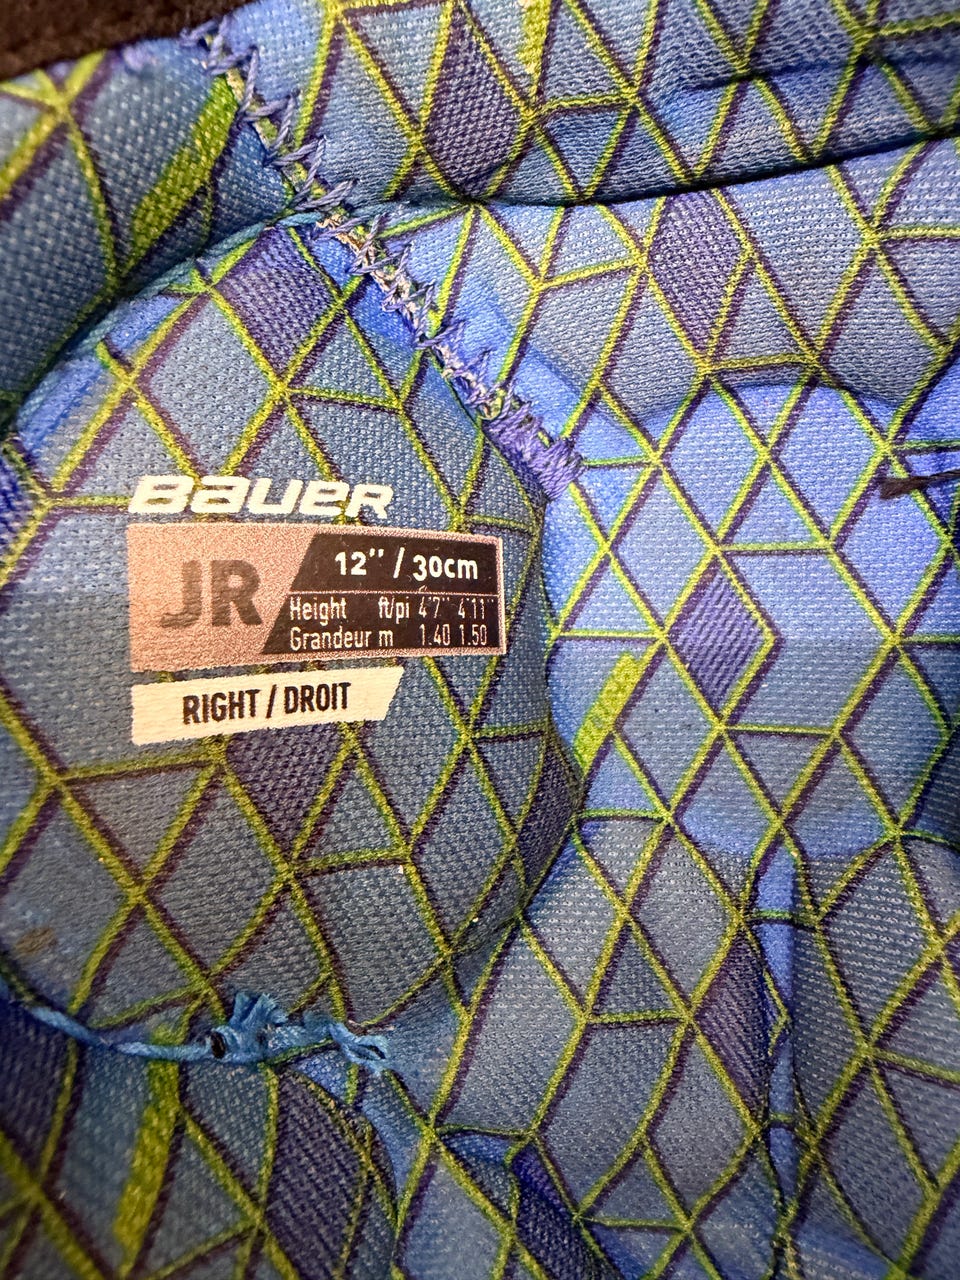 BAUER
JR
12" / 30cm
Height ft/pi 4'7" 4'11"
Grandeur m 1.40 1.50
RIGHT / DROIT